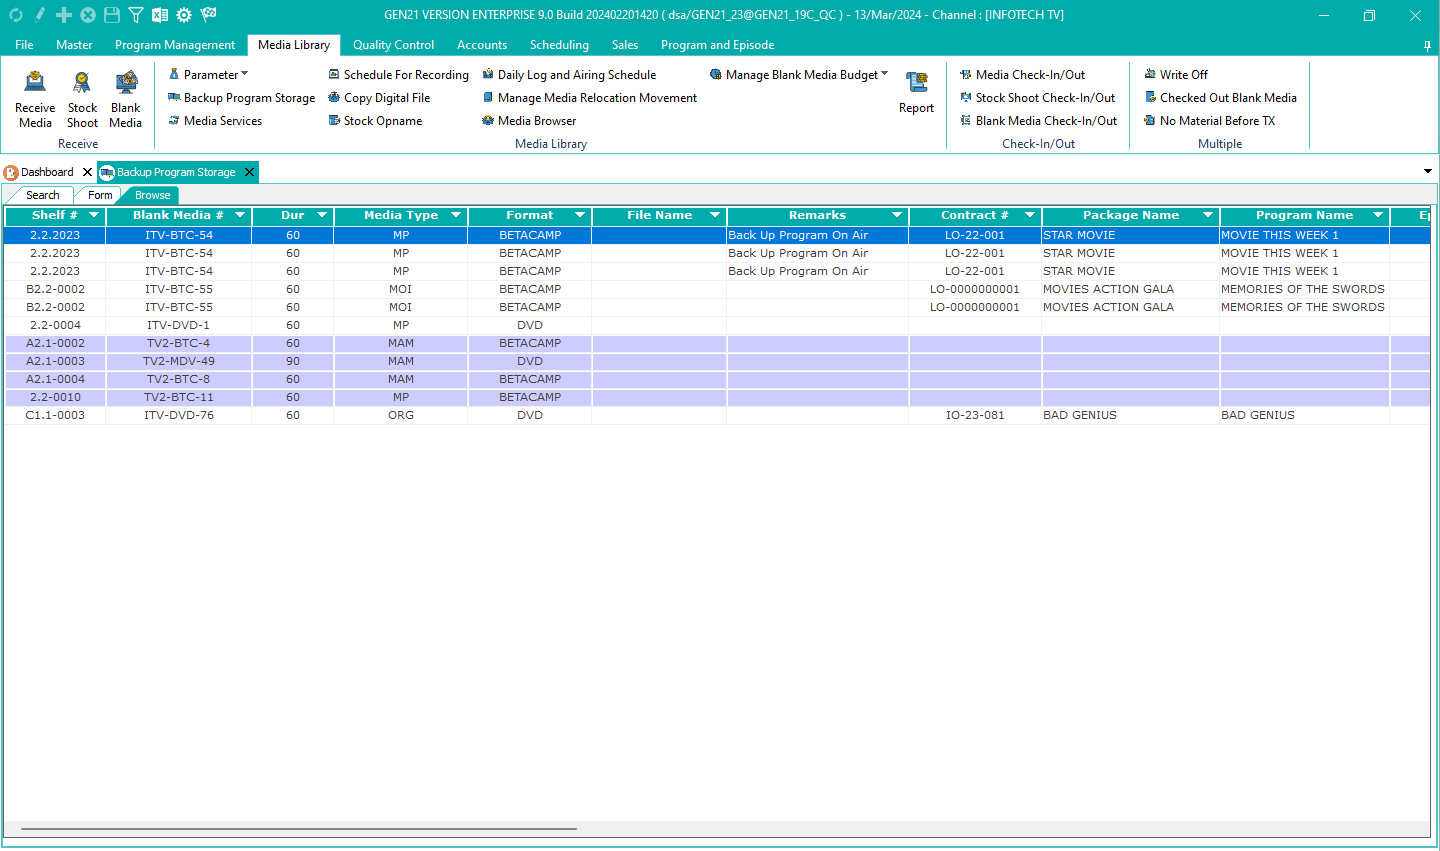 GEN21 VERSION ENTERPRISE 9.0 Build 202402201420 ( dsa/GEN21_23@GEN21_19C_QC ) - 13/Mar/2024 - Channel : [INFOTECH TV]
File Master Program Management Media Library Quality Control Accounts Scheduling Sales Program and Episode
Receive Media
Stock Shoot
Blank Media
Receive
Parameter
Backup Program Storage
Media Services
Schedule For Recording
Copy Digital File
Stock Opname
Daily Log and Airing Schedule
Manage Media Relocation Movement
Media Browser
Manage Blank Media Budget
Report
Media Library
Media Check-In/Out
Stock Shoot Check-In/Out
Blank Media Check-In/Out
Check-In/Out
Write Off
Checked Out Blank Media
No Material Before TX
Multiple
Dashboard Backup Program Storage
Search Form Browse
Shelf # Blank Media # Dur Media Type Format File Name Remarks Contract # Package Name Program Name Ep
2.2.2023 ITV-BTC-54 60 MP BETACAMP Back Up Program On Air LO-22-001 STAR MOVIE MOVIE THIS WEEK 1
2.2.2023 ITV-BTC-54 60 MP BETACAMP Back Up Program On Air LO-22-001 STAR MOVIE MOVIE THIS WEEK 1
2.2.2023 ITV-BTC-54 60 MP BETACAMP Back Up Program On Air LO-22-001 STAR MOVIE MOVIE THIS WEEK 1
B2.2-0002 ITV-BTC-55 60 MOI BETACAMP LO-0000000001 MOVIES ACTION GALA MEMORIES OF THE SWORDS
B2.2-0002 ITV-BTC-55 60 MOI BETACAMP LO-0000000001 MOVIES ACTION GALA MEMORIES OF THE SWORDS
2.2-0004 ITV-DVD-1 60 MP DVD
A2.1-0002 TV2-BTC-4 60 MAM BETACAMP
A2.1-0003 TV2-MDV-49 90 MAM DVD
A2.1-0004 TV2-BTC-8 60 MAM BETACAMP
2.2-0010 TV2-BTC-11 60 MP BETACAMP
C1.1-0003 ITV-DVD-76 60 ORG DVD IO-23-081 BAD GENIUS BAD GENIUS